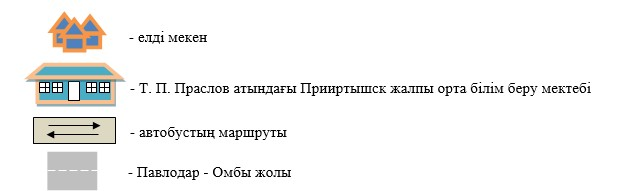 - елді мекен
- Т. П. Праслов атындағы Прииртышск жалпы орта білім беру мектебі
- автобустың маршруты
- Павлодар - Омбы жолы